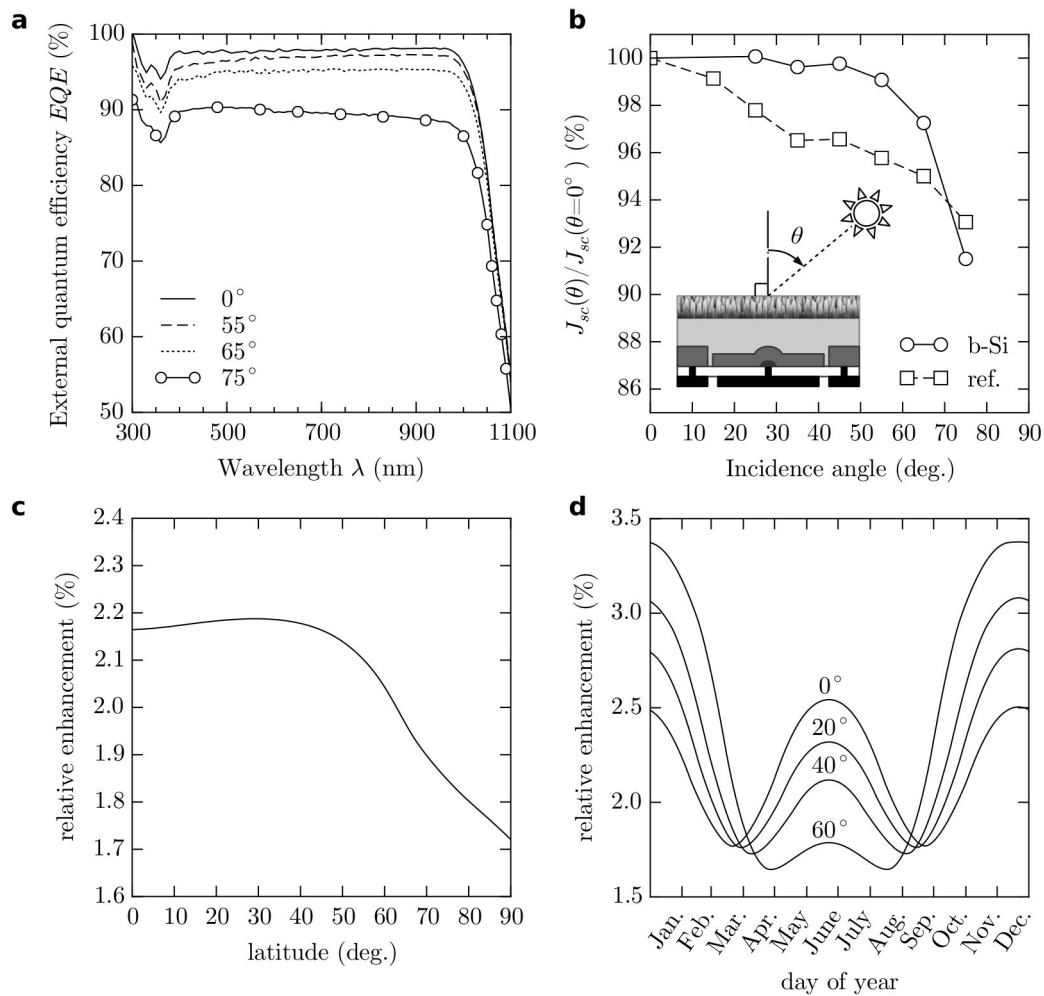 a
External quantum efficiency EQE (%)
100
90
80
70
60
50
0°
55°
65°
75°
300
500
700
900
1100
Wavelength λ (nm)
b
J_sc(θ)/J_sc(θ=0°) (%)
100
98
96
94
92
90
88
86
θ
b-Si
ref.
0 10 20 30 40 50 60 70 80 90
Incidence angle (deg.)
c
relative enhancement (%)
2.4
2.3
2.2
2.1
2.0
1.9
1.8
1.7
1.6
0 10 20 30 40 50 60 70 80 90
latitude (deg.)
d
relative enhancement (%)
3.5
3.0
2.5
2.0
1.5
0°
20°
40°
60°
Jan. Feb. Mar. Apr. May June July Aug. Sep. Oct. Nov. Dec.
day of year